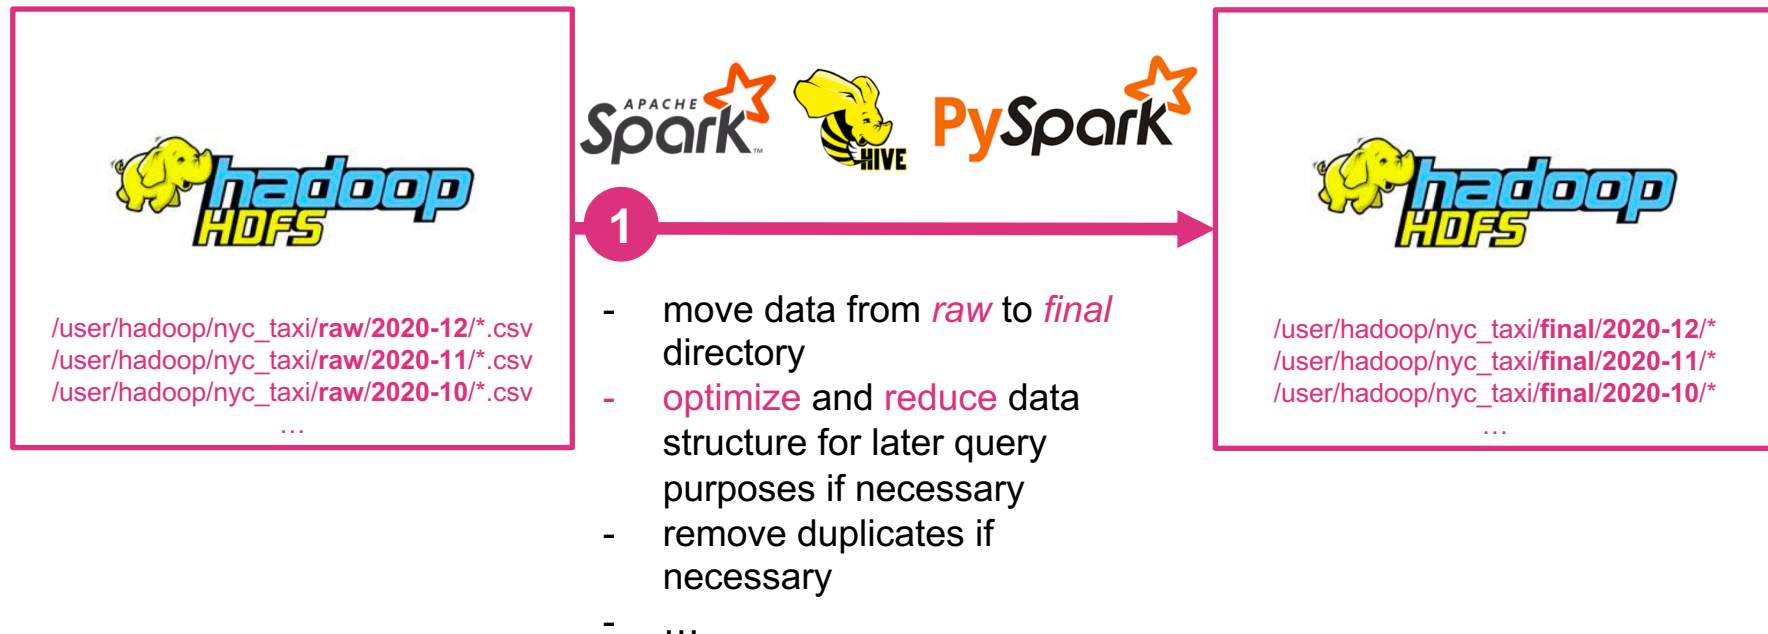 hadoop
HDFS
/user/hadoop/nyc_taxi/raw/2020-12/*.csv
/user/hadoop/nyc_taxi/raw/2020-11/*.csv
/user/hadoop/nyc_taxi/raw/2020-10/*.csv
…
APACHE
Spark™
HIVE
PySpark
1
- move data from raw to final
directory
- optimize and reduce data
structure for later query
purposes if necessary
- remove duplicates if
necessary
- …
hadoop
HDFS
/user/hadoop/nyc_taxi/final/2020-12/*
/user/hadoop/nyc_taxi/final/2020-11/*
/user/hadoop/nyc_taxi/final/2020-10/*
…